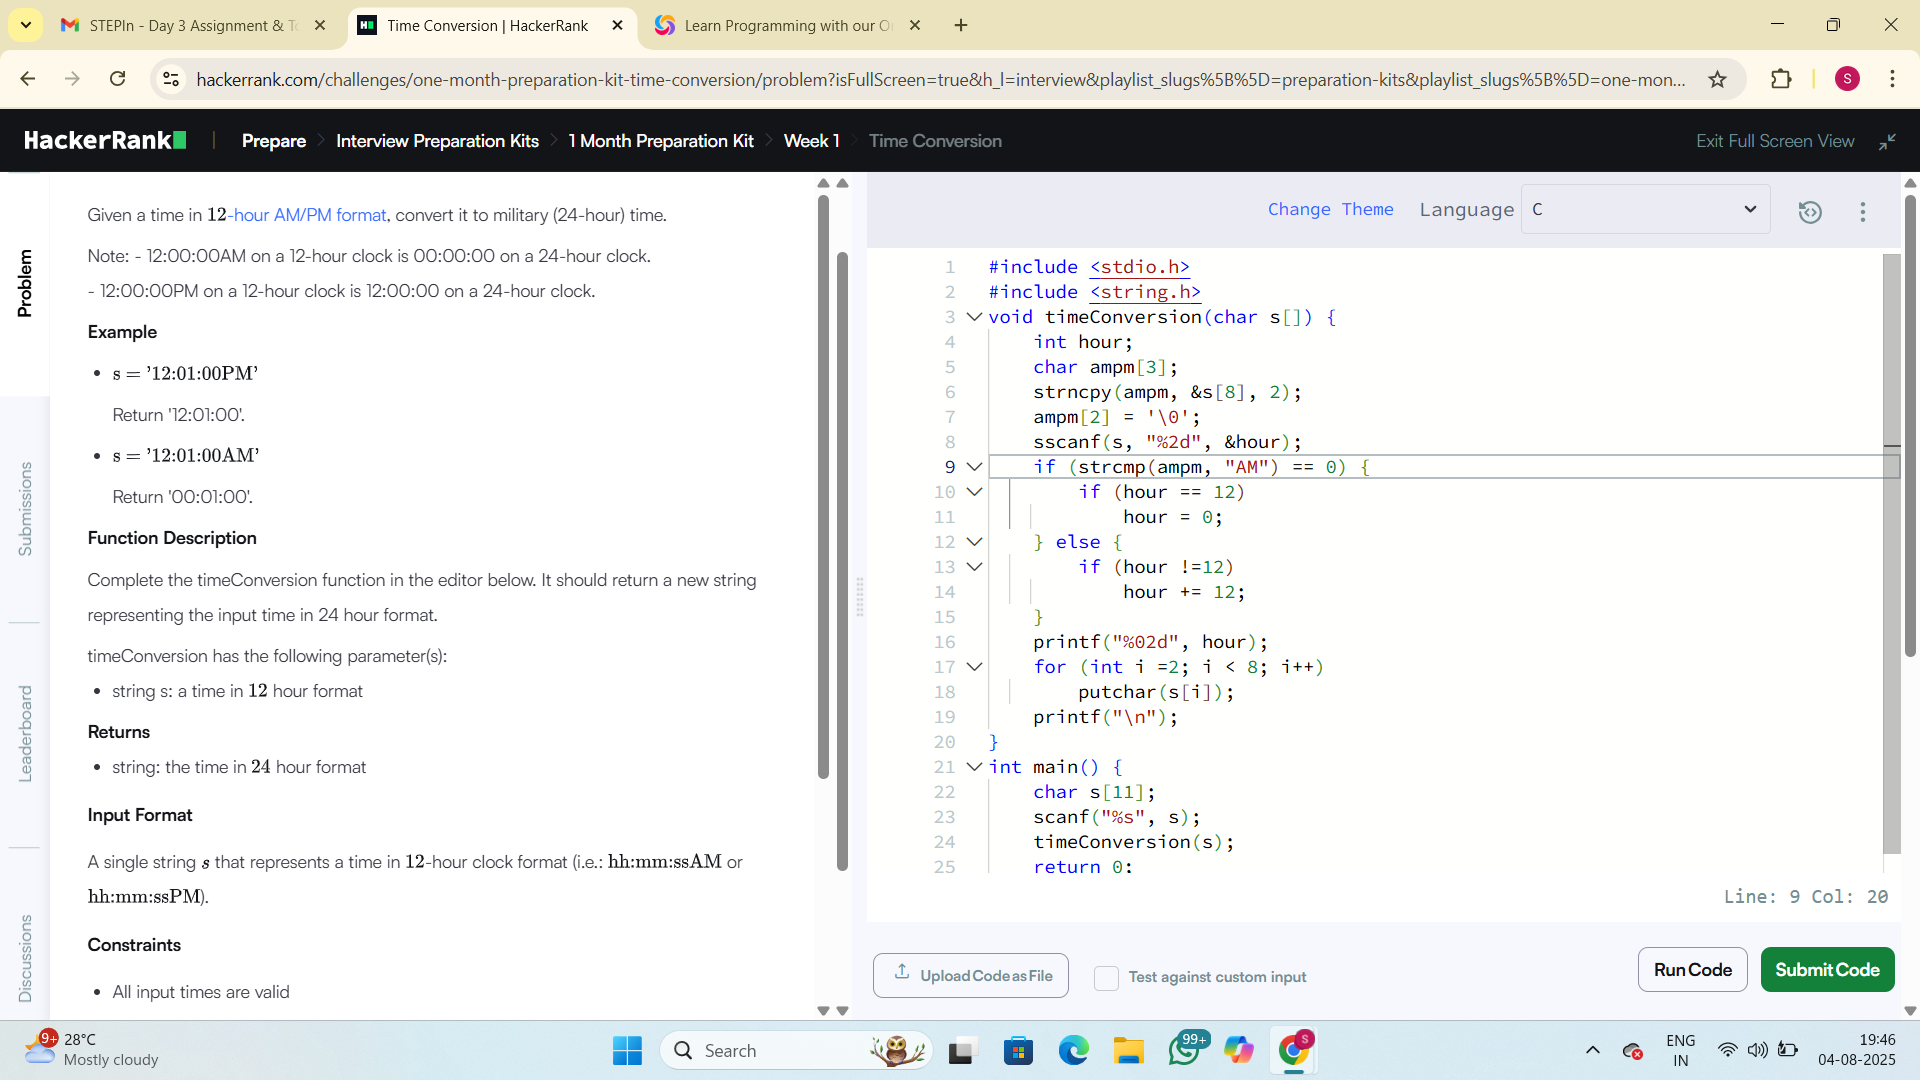 STEPIn - Day 3 Assignment & To
Time Conversion | HackerRank
Learn Programming with our O
hackerrank.com/challenges/one-month-preparation-kit-time-conversion/problem?isFullScreen=true&h_l=interview&playlist_slugs%5B%5D=preparation-kits&playlist_slugs%5B%5D=one-mon...
S
HackerRank
Prepare
Interview Preparation Kits
1 Month Preparation Kit
Week 1
Time Conversion
Exit Full Screen View
Problem
Submissions
Leaderboard
Discussions
Given a time in 12-hour AM/PM format, convert it to military (24-hour) time.
Note: - 12:00:00AM on a 12-hour clock is 00:00:00 on a 24-hour clock.
- 12:00:00PM on a 12-hour clock is 12:00:00 on a 24-hour clock.
Example
• s = '12:01:00PM'
Return '12:01:00'.
• s = '12:01:00AM'
Return '00:01:00'.
Function Description
Complete the timeConversion function in the editor below. It should return a new string
representing the input time in 24 hour format.
timeConversion has the following parameter(s):
• string s: a time in 12 hour format
Returns
• string: the time in 24 hour format
Input Format
A single string s that represents a time in 12-hour clock format (i.e.: hh:mm:ssAM or
hh:mm:ssPM).
Constraints
• All input times are valid
Change Theme
Language
C
1 #include <stdio.h>
2 #include <string.h>
3 void timeConversion(char s[]) {
4 int hour;
5 char ampm[3];
6 strncpy(ampm, &s[8], 2);
7 ampm[2] = '\0';
8 sscanf(s, "%2d", &hour);
9 if (strcmp(ampm, "AM") == 0) {
10 if (hour == 12)
11 hour = 0;
12 } else {
13 if (hour !=12)
14 hour += 12;
15 }
16 printf("%02d", hour);
17 for (int i =2; i < 8; i++)
18 putchar(s[i]);
19 printf("\n");
20 }
21 int main() {
22 char s[11];
23 scanf("%s", s);
24 timeConversion(s);
25 return 0;
Line: 9 Col: 20
Upload Code as File
Test against custom input
Run Code
Submit Code
9+
28°C
Mostly cloudy
Search
99+
S
ENG
IN
19:46
04-08-2025